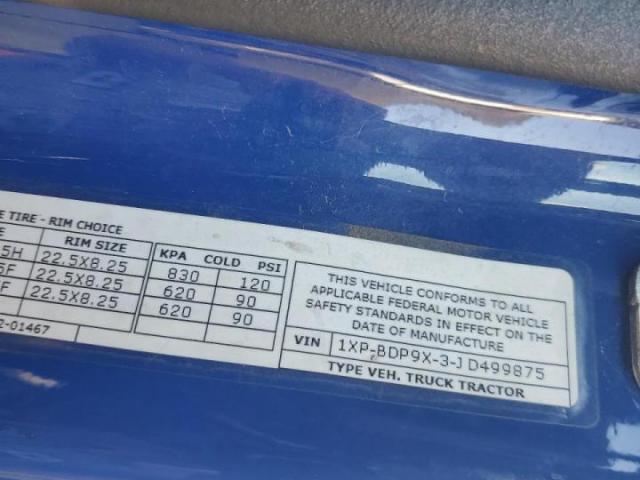 E TIRE - RIM CHOICE
E RIM SIZE
5H 22.5X8.25
5F 22.5X8.25
F 22.5X8.25
2-01467
KPA COLD PSI
830 120
620 90
620 90
THIS VEHICLE CONFORMS TO ALL
APPLICABLE FEDERAL MOTOR VEHICLE
SAFETY STANDARDS IN EFFECT ON THE
DATE OF MANUFACTURE
VIN 1XP-BDP9X-3-JD499875
TYPE VEH. TRUCK TRACTOR